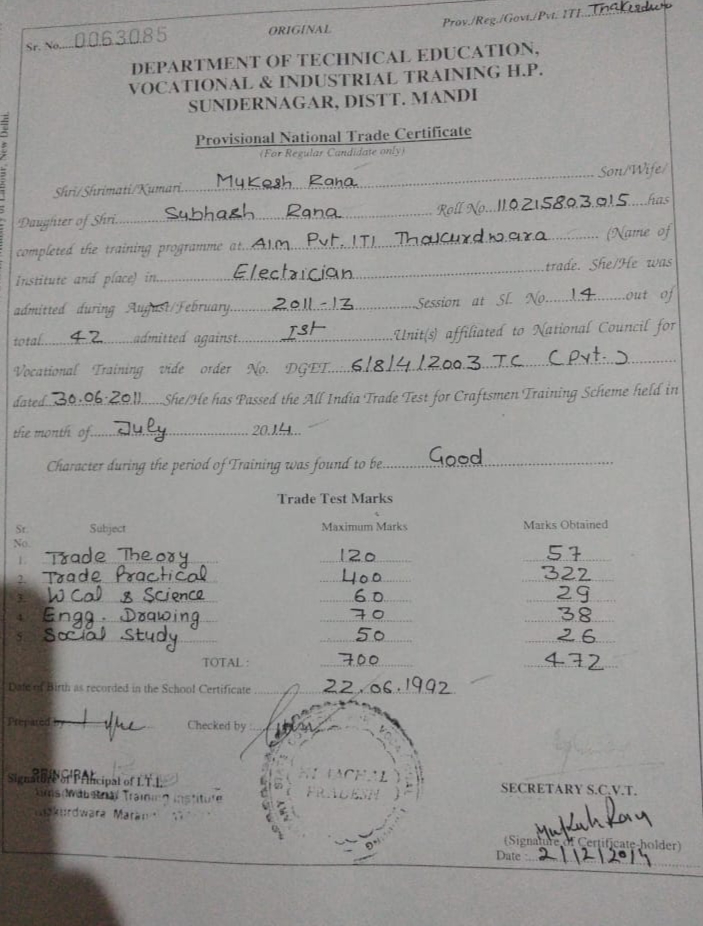 Prov./Reg./Govt./Pvt. ITI Thakurdwara
Sr. No. 0063085 ORIGINAL
DEPARTMENT OF TECHNICAL EDUCATION,
VOCATIONAL & INDUSTRIAL TRAINING H.P.
SUNDERNAGAR, DISTT. MANDI
Provisional National Trade Certificate
(For Regular Candidate only)
Shri/Shrimati/Kumari Mukesh Rana Son/Wife/
Daughter of Shri Subhash Rana Roll No. 110215803015 has
completed the training programme at AIM Pvt. ITI Thakurdwara (Name of
Institute and place) in Electrician trade. She/He was
admitted during August/February 2011-13 Session at Sl. No. 14 out of
total 42 admitted against Ist Unit(s) affiliated to National Council for
Vocational Training vide order No. DGET 6/8/4/2003 TC (Pvt.)
dated 30.06.2011 She/He has Passed the All India Trade Test for Craftsmen Training Scheme held in
the month of July 2014
Character during the period of Training was found to be Good
Trade Test Marks
Sr. No. Subject Maximum Marks Marks Obtained
1. Trade Theory 120 57
2. Trade Practical 400 322
3. W Cal & Science 60 29
4. Engg. Drawing 70 38
5. Social Study 50 26
TOTAL : 700 472
Date of Birth as recorded in the School Certificate 22.06.1992
Prepared by Checked by :
HIMACHAL
PRADESH
PRINCIPAL
Signature of Principal of I.T.I.
Industrial Training Institute
SECRETARY S.C.V.T.
(Signature of Certificate-holder)
Date : 2/12/2014
Ministry of Labour, New Delhi.